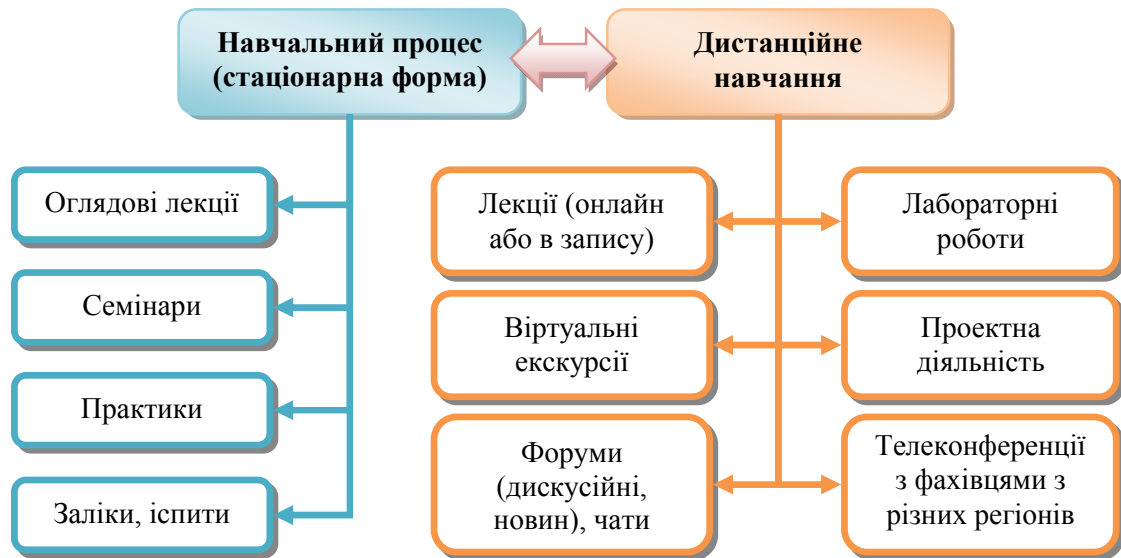 Навчальний процес
(стаціонарна форма)
Дистанційне
навчання
Оглядові лекції
Семінари
Практики
Заліки, іспити
Лекції (онлайн
або в запису)
Лабораторні
роботи
Віртуальні
екскурсії
Проектна
діяльність
Форуми
(дискусійні,
новин), чати
Телеконференції
з фахівцями з
різних регіонів